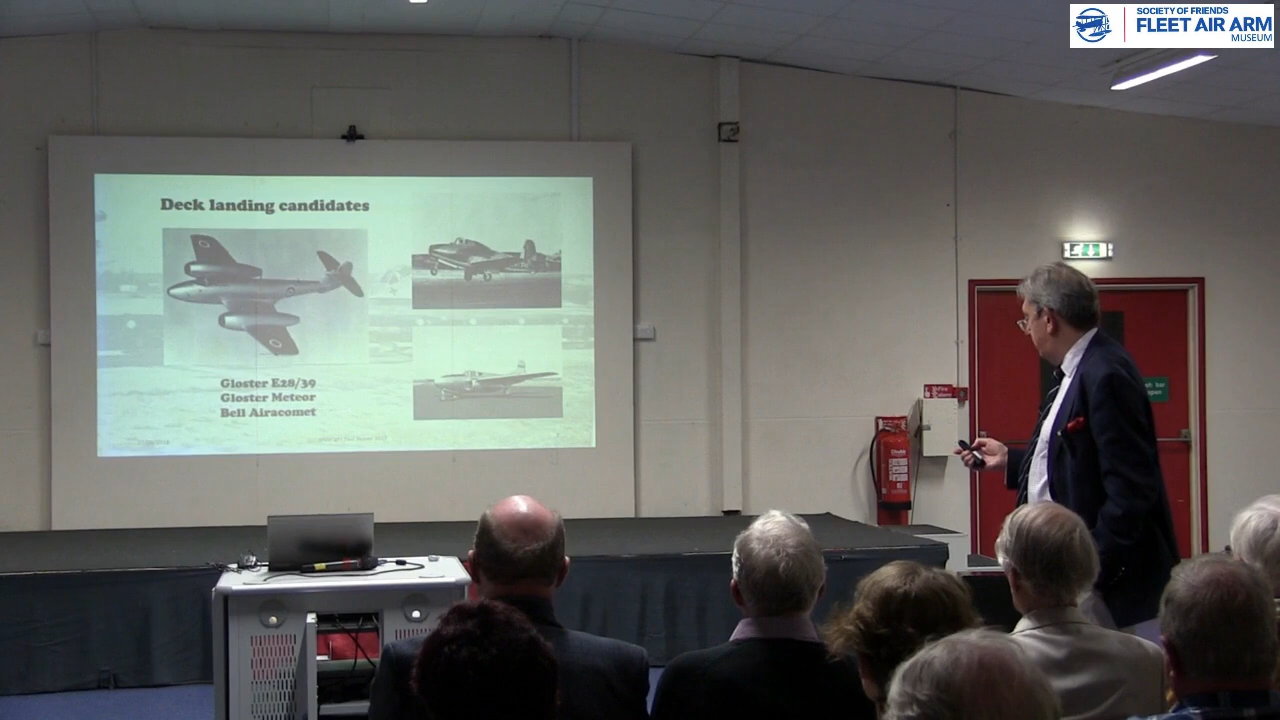 SOCIETY OF FRIENDS
FLEET AIR ARM
MUSEUM
Deck landing candidates
Gloster E28/39
Gloster Meteor
Bell Airacomet